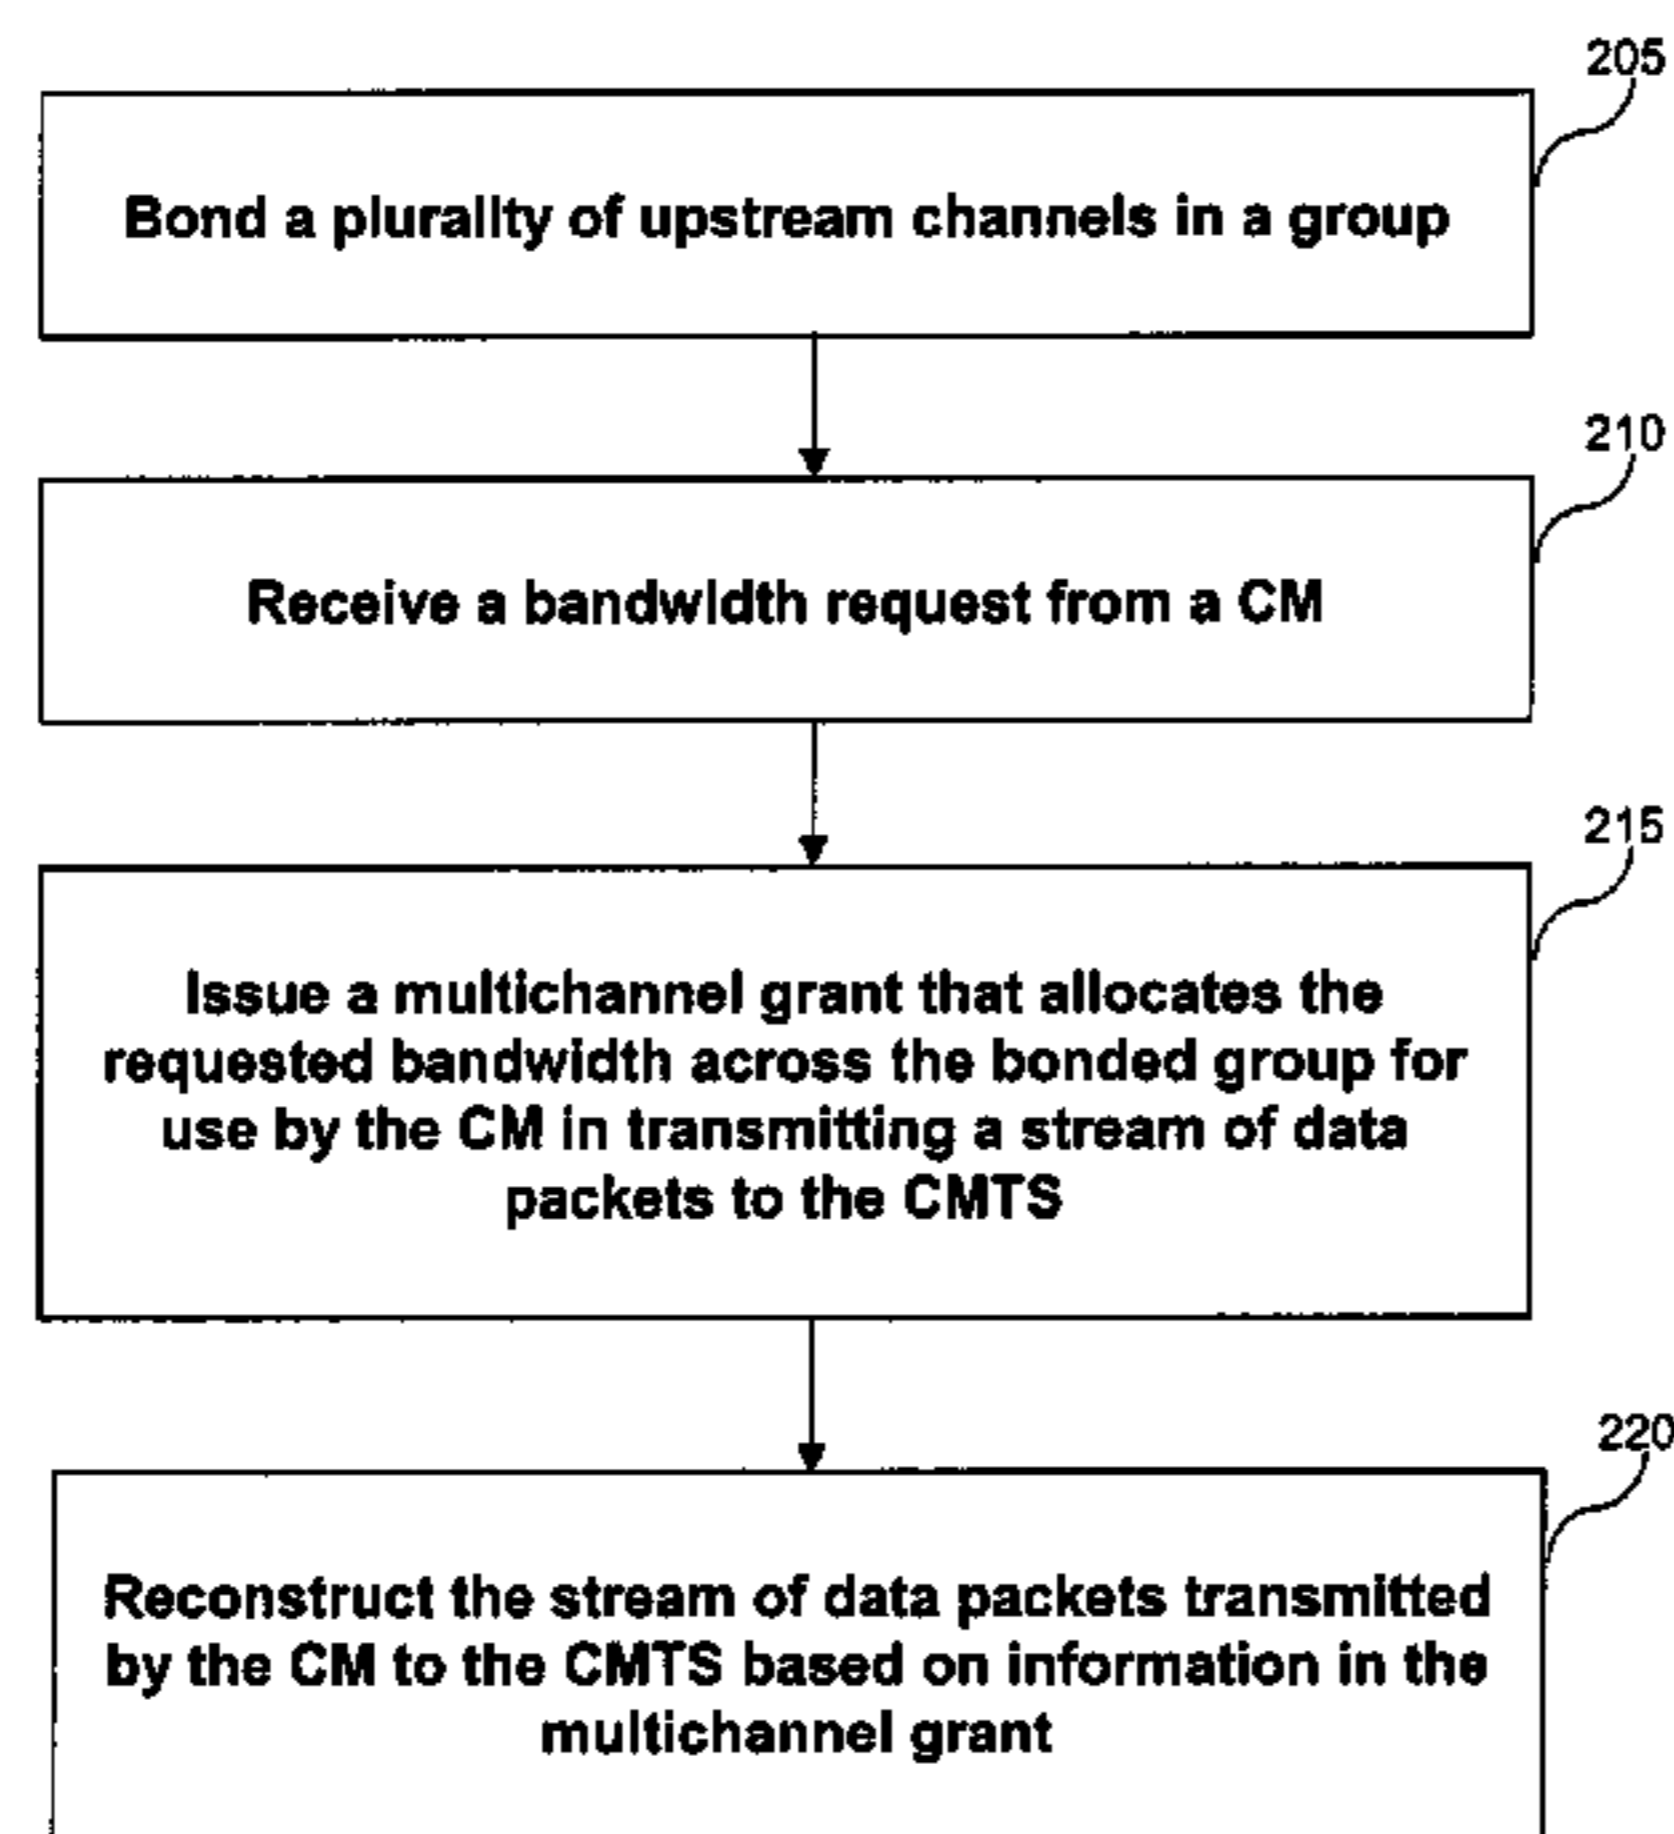 205
Bond a plurality of upstream channels in a group
210
Receive a bandwidth request from a CM
215
Issue a multichannel grant that allocates the
requested bandwidth across the bonded group for
use by the CM in transmitting a stream of data
packets to the CMTS
220
Reconstruct the stream of data packets transmitted
by the CM to the CMTS based on information in the
multichannel grant